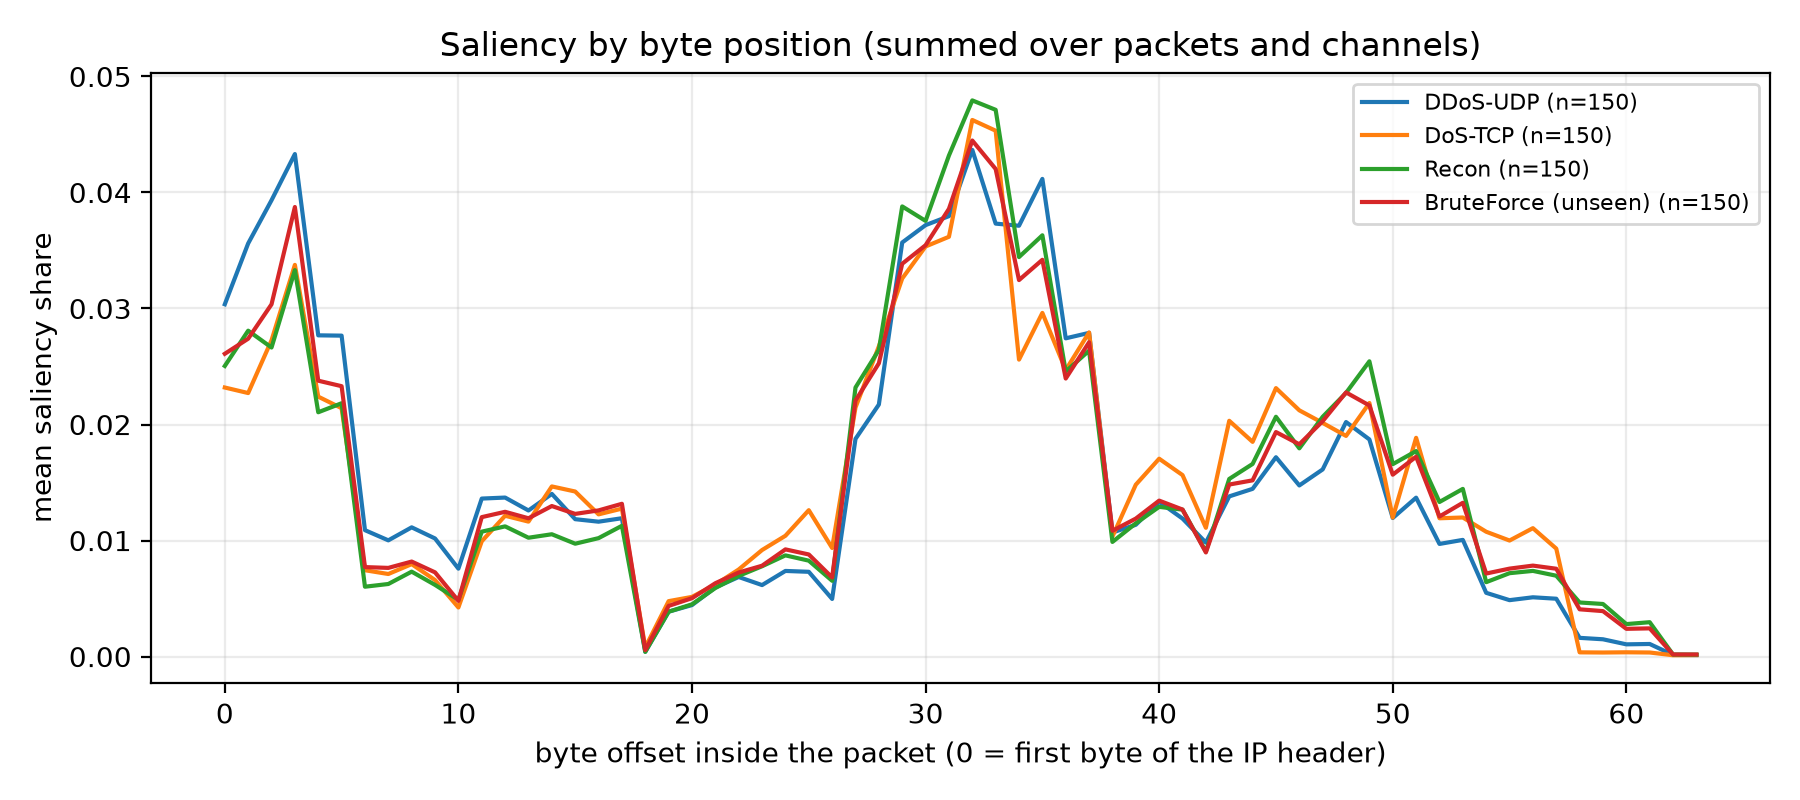 Saliency by byte position (summed over packets and channels)
mean saliency share
0.05
0.04
0.03
0.02
0.01
0.00
DDoS-UDP (n=150)
DoS-TCP (n=150)
Recon (n=150)
BruteForce (unseen) (n=150)
0 10 20 30 40 50 60
byte offset inside the packet (0 = first byte of the IP header)